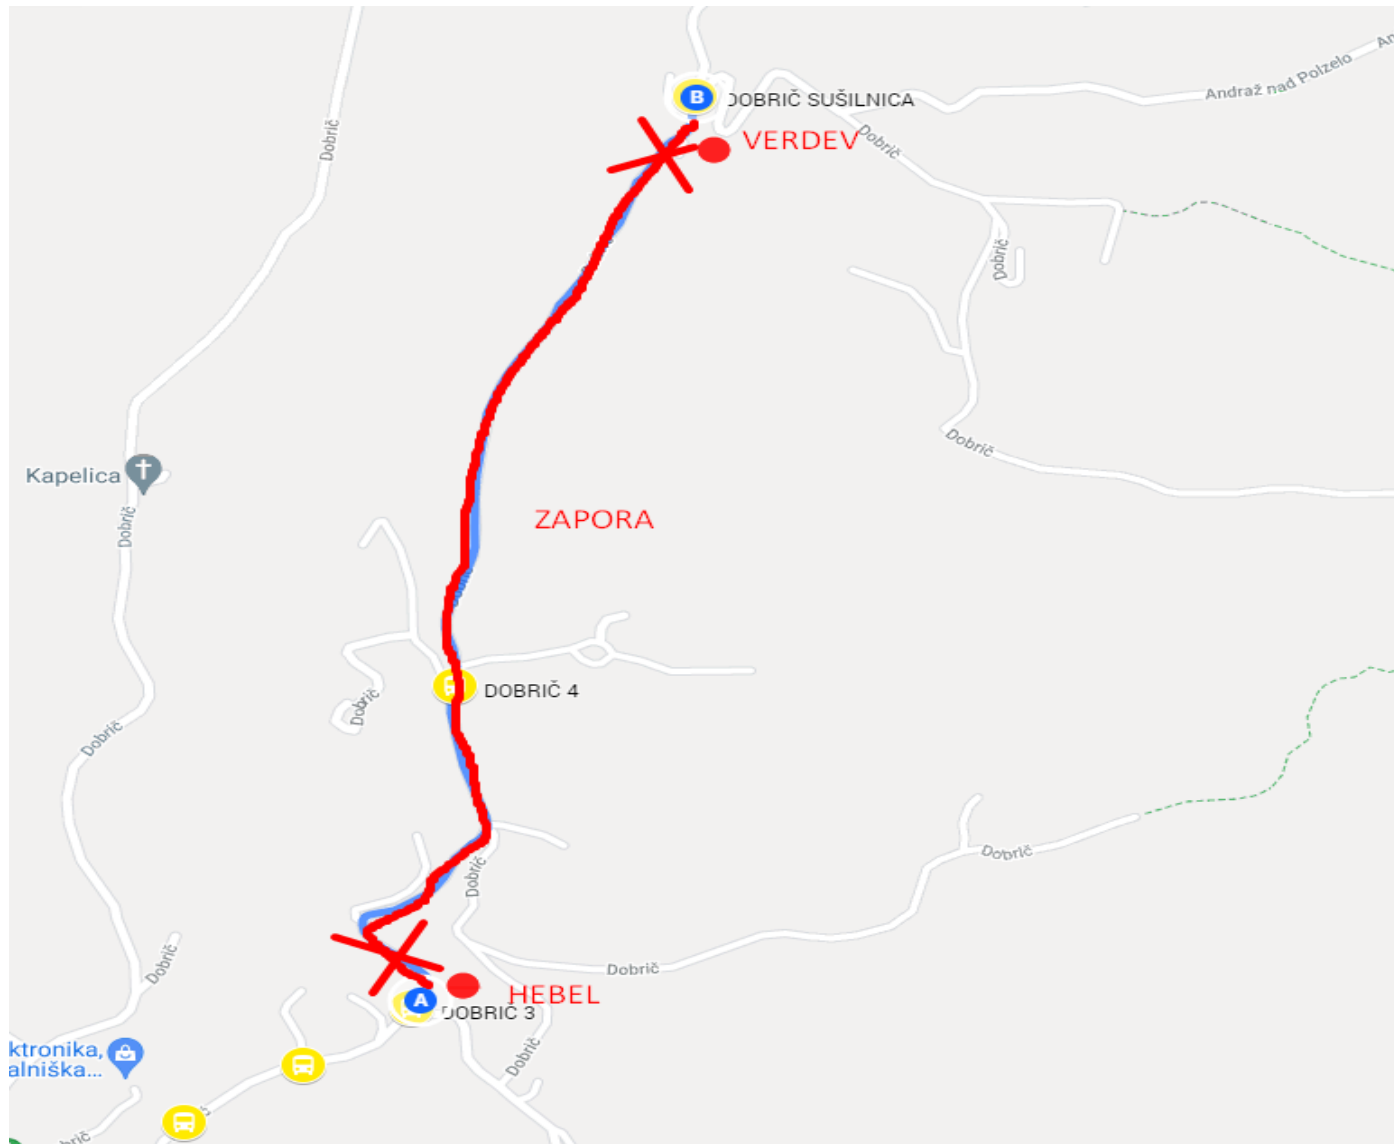 Dobrič
B
DOBRIČ SUŠILNICA
VERDEV
Andraž nad Polzelo
Dobrič
Dobrič
Dobrič
Kapelica
Dobrič
ZAPORA
DOBRIČ 4
Dobrič
Dobrič
Dobrič
Dobrič
Dobrič
Dobrič
HEBEL
A
DOBRIČ 3
ktronika,
alniška...
Dobrič